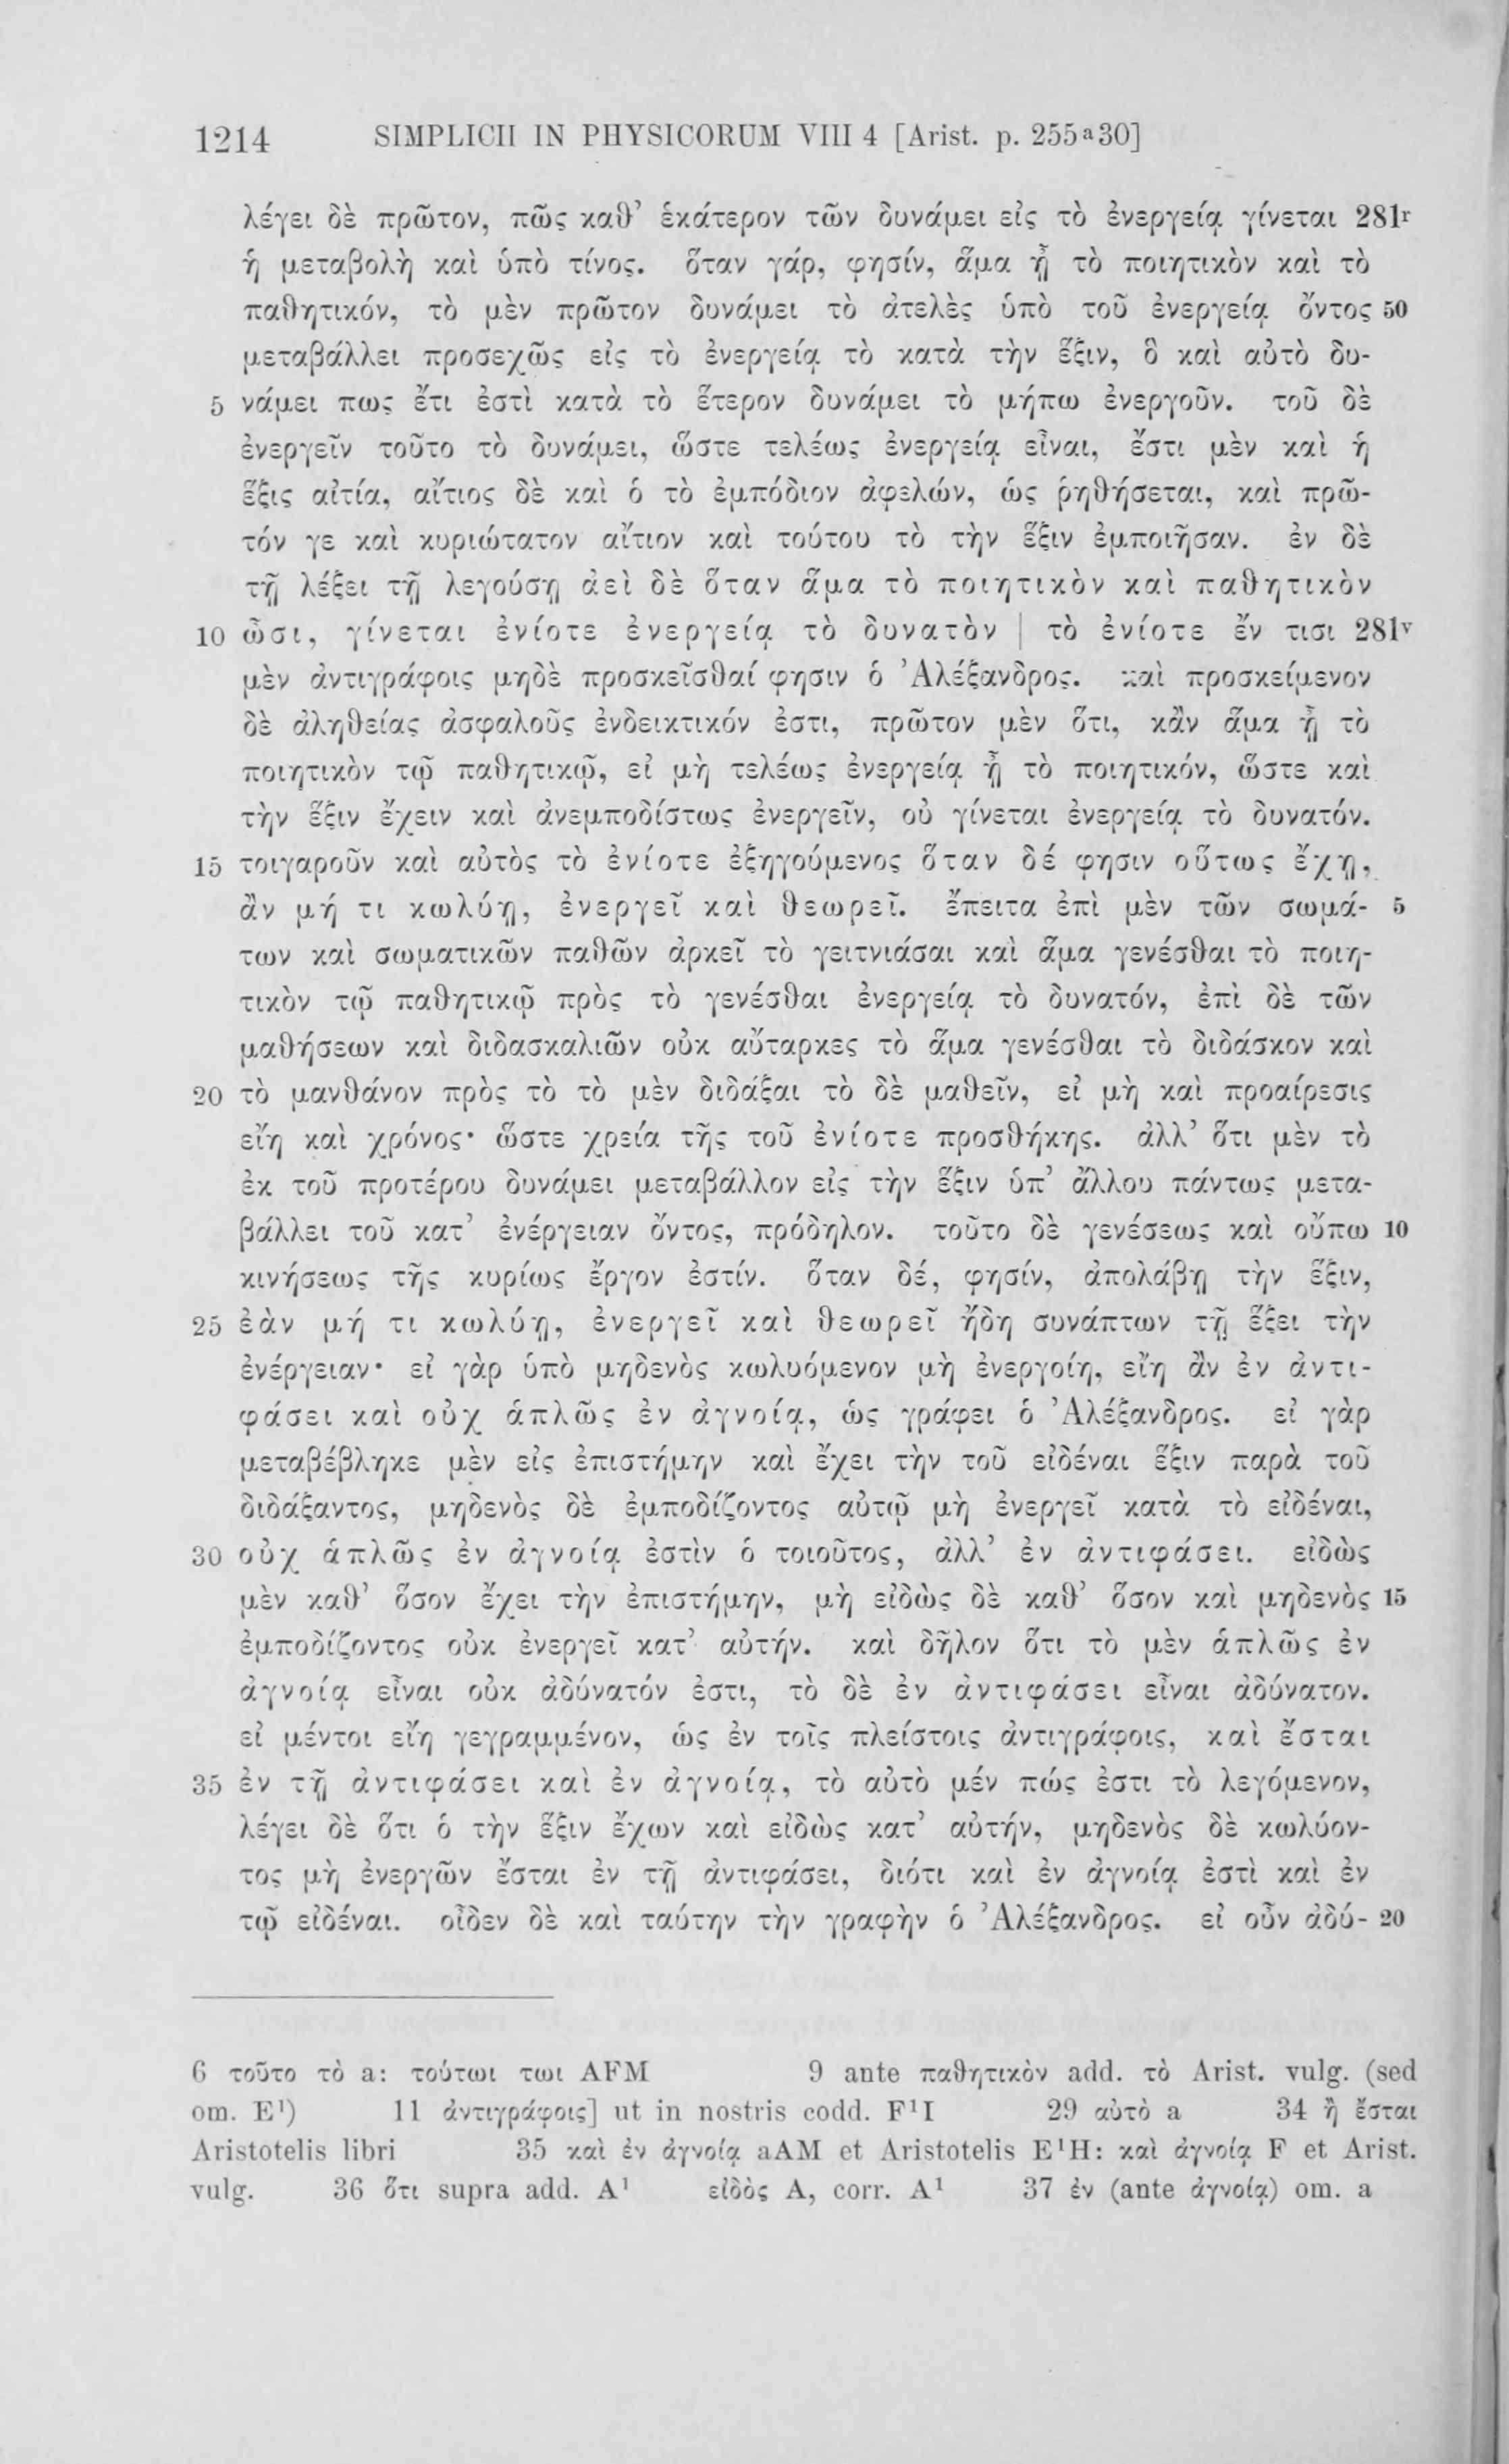 1214 SIMPLICII IN PHYSICORUM VIII 4 [Arist. p. 255ᵃ30]
λέγει δὲ πρῶτον, πῶς καθ’ ἑκάτερον τῶν δυνάμει εἰς τὸ ἐνεργείᾳ γίνεται 281ʳ
ἡ μεταβολὴ καὶ ὑπὸ τίνος. ὅταν γάρ, φησίν, ἅμα ᾖ τὸ ποιητικὸν καὶ τὸ
παθητικόν, τὸ μὲν πρῶτον δυνάμει τὸ ἀτελὲς ὑπὸ τοῦ ἐνεργείᾳ ὄντος 50
μεταβάλλει προσεχῶς εἰς τὸ ἐνεργείᾳ τὸ κατὰ τὴν ἕξιν, ὃ καὶ αὐτὸ δυ-
5 νάμει πως ἔτι ἐστὶ κατὰ τὸ ἕτερον δυνάμει τὸ μήπω ἐνεργοῦν. τοῦ δὲ
ἐνεργεῖν τοῦτο τὸ δυνάμει, ὥστε τελέως ἐνεργείᾳ εἶναι, ἔστι μὲν καὶ ἡ
ἕξις αἰτία, αἴτιος δὲ καὶ ὁ τὸ ἐμπόδιον ἀφελών, ὡς ῥηθήσεται, καὶ πρῶ-
τόν γε καὶ κυριώτατον αἴτιον καὶ τούτου τὸ τὴν ἕξιν ἐμποιῆσαν. ἐν δὲ
τῇ λέξει τῇ λεγούσῃ ἀεὶ δὲ ὅταν ἅμα τὸ ποιητικὸν καὶ παθητικὸν
10 ὦσι, γίνεται ἐνίοτε ἐνεργείᾳ τὸ δυνατὸν | τὸ ἐνίοτε ἔν τισι 281ᵛ
μὲν ἀντιγράφοις μηδὲ προσκεῖσθαί φησιν ὁ Ἀλέξανδρος. καὶ προσκείμενον
δὲ ἀληθείας ἀσφαλοῦς ἐνδεικτικόν ἐστι, πρῶτον μὲν ὅτι, κἂν ἅμα ᾖ τὸ
ποιητικὸν τῷ παθητικῷ, εἰ μὴ τελέως ἐνεργείᾳ ᾖ τὸ ποιητικόν, ὥστε καὶ
τὴν ἕξιν ἔχειν καὶ ἀνεμποδίστως ἐνεργεῖν, οὐ γίνεται ἐνεργείᾳ τὸ δυνατόν.
15 τοιγαροῦν καὶ αὐτὸς τὸ ἐνίοτε ἐξηγούμενος ὅταν δέ φησιν οὕτως ἔχῃ,
ἂν μή τι κωλύῃ, ἐνεργεῖ καὶ θεωρεῖ. ἔπειτα ἐπὶ μὲν τῶν σωμά- 5
των καὶ σωματικῶν παθῶν ἀρκεῖ τὸ γειτνιάσαι καὶ ἅμα γενέσθαι τὸ ποιη-
τικὸν τῷ παθητικῷ πρὸς τὸ γενέσθαι ἐνεργείᾳ τὸ δυνατόν, ἐπὶ δὲ τῶν
μαθήσεων καὶ διδασκαλιῶν οὐκ αὔταρκες τὸ ἅμα γενέσθαι τὸ διδάσκον καὶ
20 τὸ μανθάνον πρὸς τὸ τὸ μὲν διδάξαι τὸ δὲ μαθεῖν, εἰ μὴ καὶ προαίρεσις
εἴη καὶ χρόνος· ὥστε χρεία τῆς τοῦ ἐνίοτε προσθήκης. ἀλλ’ ὅτι μὲν τὸ
ἐκ τοῦ προτέρου δυνάμει μεταβάλλον εἰς τὴν ἕξιν ὑπ’ ἄλλου πάντως μετα-
βάλλει τοῦ κατ’ ἐνέργειαν ὄντος, πρόδηλον. τοῦτο δὲ γενέσεως καὶ οὔπω 10
κινήσεως τῆς κυρίως ἔργον ἐστίν. ὅταν δέ, φησίν, ἀπολάβῃ τὴν ἕξιν,
25 ἐὰν μή τι κωλύῃ, ἐνεργεῖ καὶ θεωρεῖ ἤδη συνάπτων τῇ ἕξει τὴν
ἐνέργειαν· εἰ γὰρ ὑπὸ μηδενὸς κωλυόμενον μὴ ἐνεργοίη, εἴη ἂν ἐν ἀντι-
φάσει καὶ οὐχ ἁπλῶς ἐν ἀγνοίᾳ, ὡς γράφει ὁ Ἀλέξανδρος. εἰ γὰρ
μεταβέβληκε μὲν εἰς ἐπιστήμην καὶ ἔχει τὴν τοῦ εἰδέναι ἕξιν παρὰ τοῦ
διδάξαντος, μηδενὸς δὲ ἐμποδίζοντος αὐτῷ μὴ ἐνεργεῖ κατὰ τὸ εἰδέναι,
30 οὐχ ἁπλῶς ἐν ἀγνοίᾳ ἐστὶν ὁ τοιοῦτος, ἀλλ’ ἐν ἀντιφάσει. εἰδὼς
μὲν καθ’ ὅσον ἔχει τὴν ἐπιστήμην, μὴ εἰδὼς δὲ καθ’ ὅσον καὶ μηδενὸς 15
ἐμποδίζοντος οὐκ ἐνεργεῖ κατ’ αὐτήν. καὶ δῆλον ὅτι τὸ μὲν ἁπλῶς ἐν
ἀγνοίᾳ εἶναι οὐκ ἀδύνατόν ἐστι, τὸ δὲ ἐν ἀντιφάσει εἶναι ἀδύνατον.
εἰ μέντοι εἴη γεγραμμένον, ὡς ἐν τοῖς πλείστοις ἀντιγράφοις, καὶ ἔσται
35 ἐν τῇ ἀντιφάσει καὶ ἐν ἀγνοίᾳ, τὸ αὐτὸ μέν πώς ἐστι τὸ λεγόμενον,
λέγει δὲ ὅτι ὁ τὴν ἕξιν ἔχων καὶ εἰδὼς κατ’ αὐτήν, μηδενὸς δὲ κωλύον-
τος μὴ ἐνεργῶν ἔσται ἐν τῇ ἀντιφάσει, διότι καὶ ἐν ἀγνοίᾳ ἐστὶ καὶ ἐν
τῷ εἰδέναι. οἶδεν δὲ καὶ ταύτην τὴν γραφὴν ὁ Ἀλέξανδρος. εἰ οὖν ἀδύ- 20
6 τοῦτο τὸ a: τούτωι τωι AFM 9 ante παθητικὸν add. τὸ Arist. vulg. (sed
om. E¹) 11 ἀντιγράφοις] ut in nostris codd. F¹I 29 αὐτὸ a 34 ἢ ἔσται
Aristotelis libri 35 καὶ ἐν ἀγνοίᾳ aAM et Aristotelis E¹H: καὶ ἀγνοίᾳ F et Arist.
vulg. 36 ὅτι supra add. A¹ εἰδὸς A, corr. A¹ 37 ἐν (ante ἀγνοίᾳ) om. a